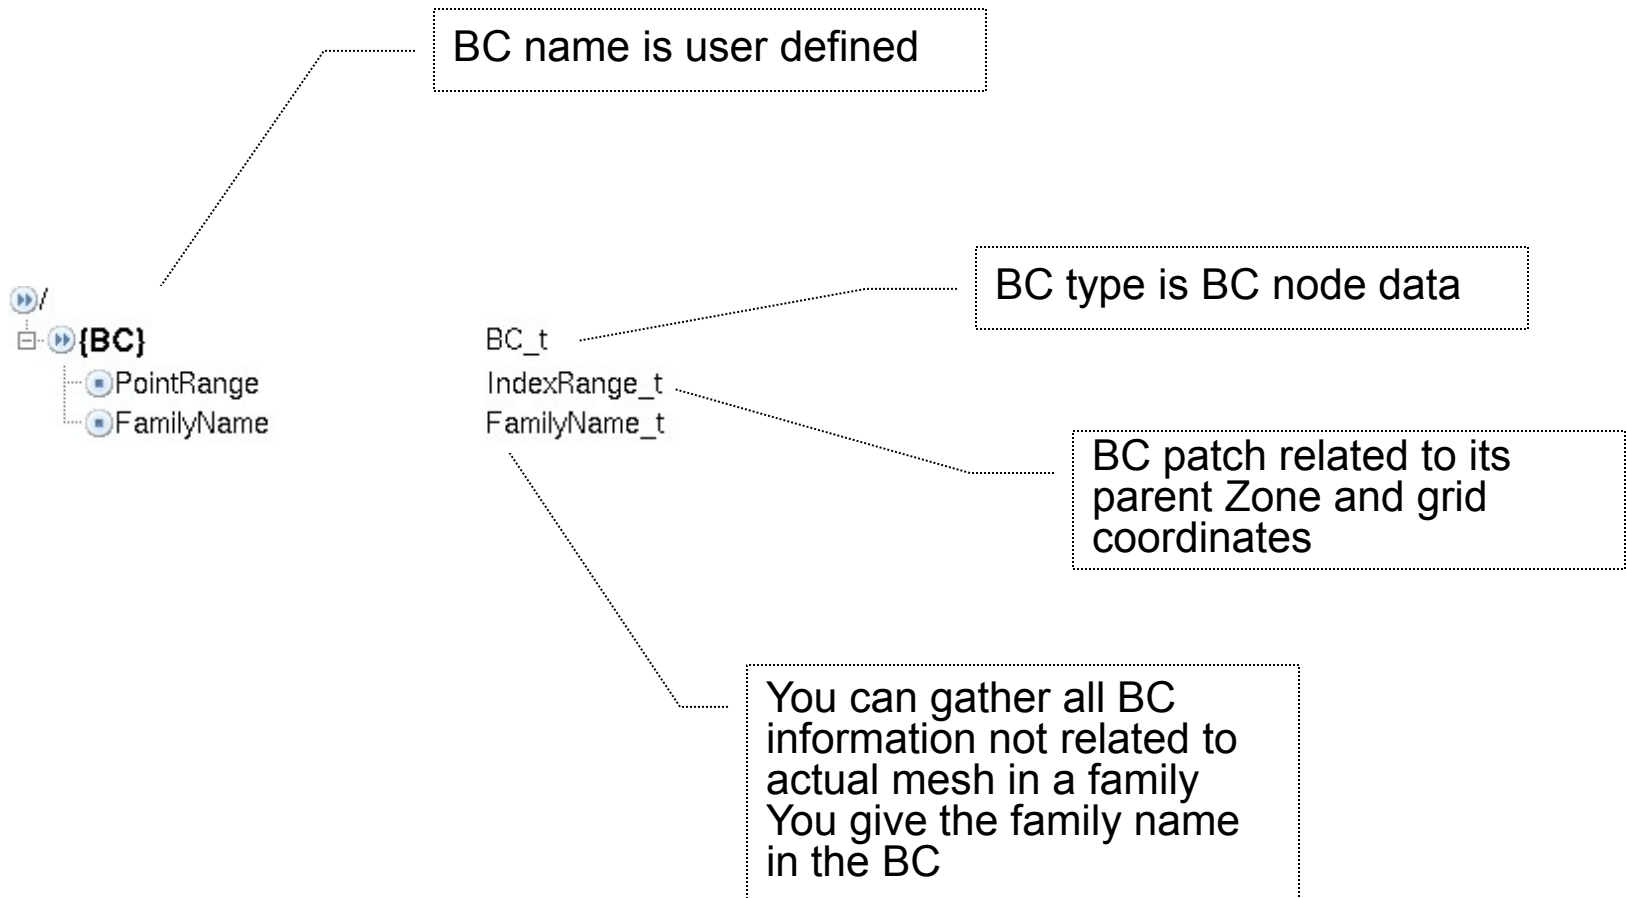 BC name is user defined
BC type is BC node data
/
{BC} BC_t
PointRange IndexRange_t
FamilyName FamilyName_t
BC patch related to its
parent Zone and grid
coordinates
You can gather all BC
information not related to
actual mesh in a family
You give the family name
in the BC